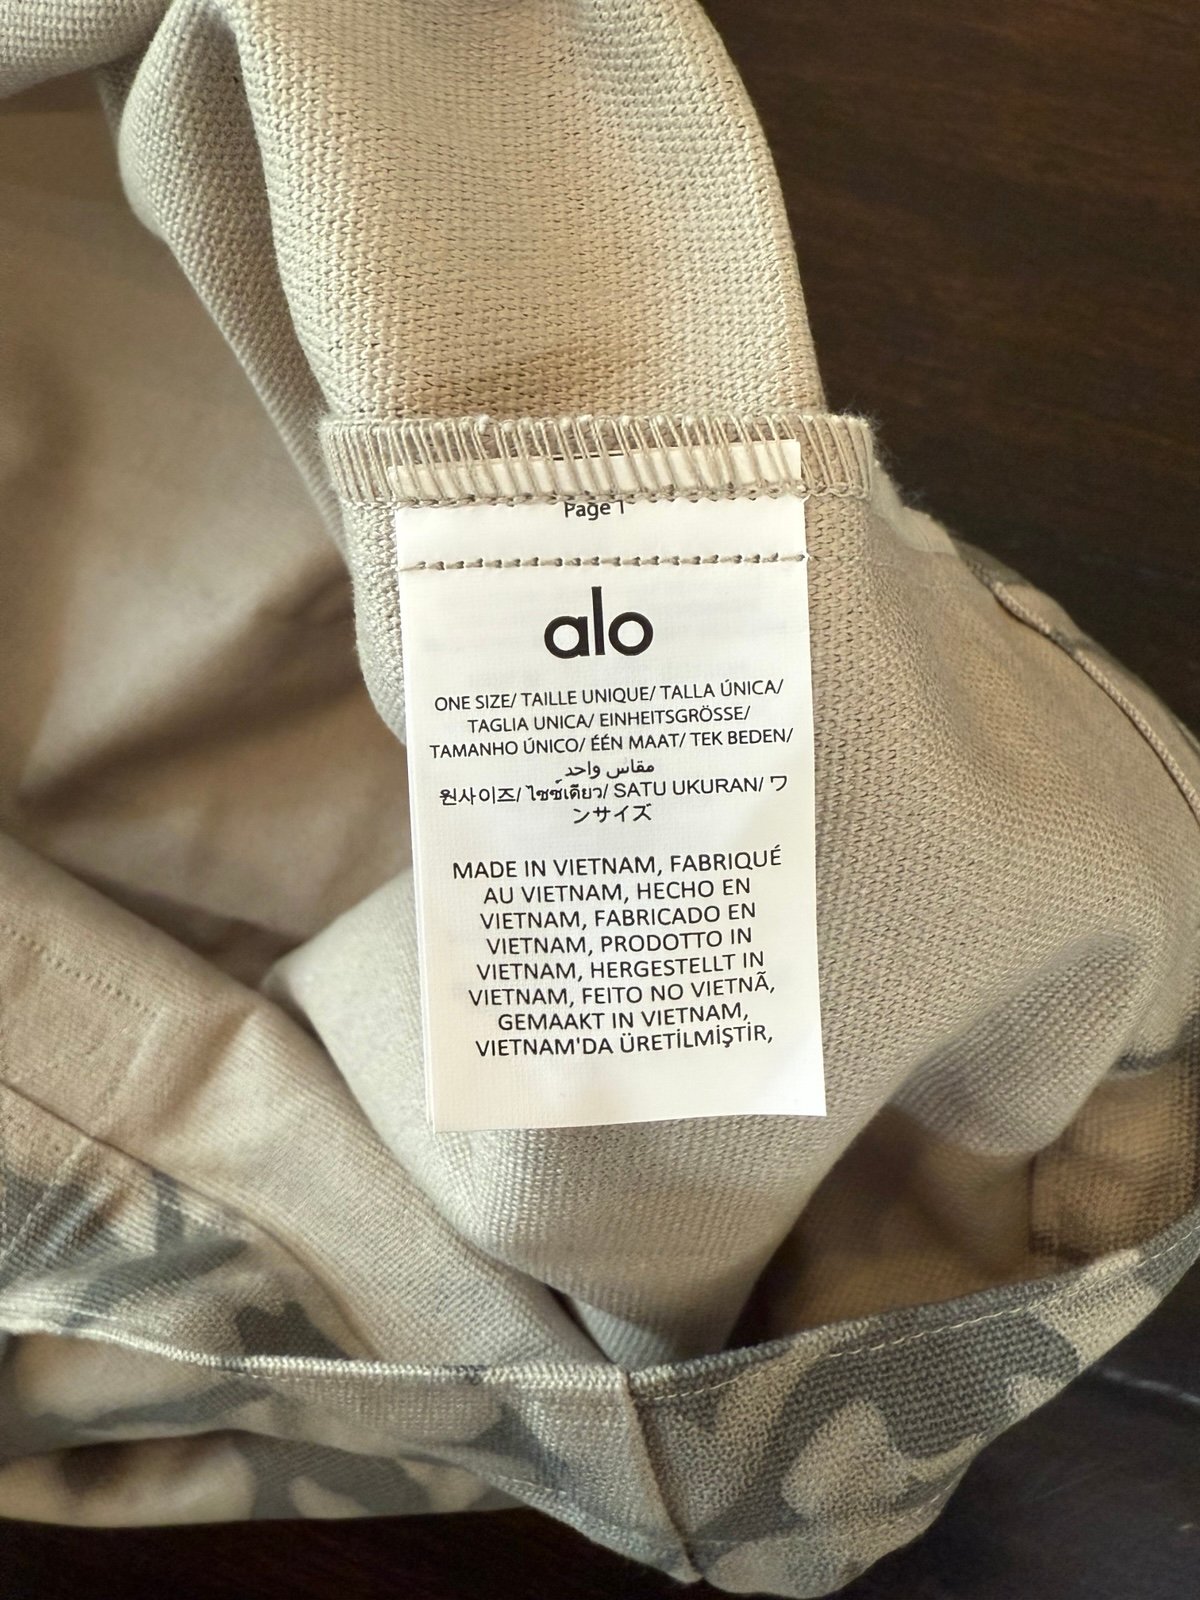 Page 1
alo
ONE SIZE/ TAILLE UNIQUE/ TALLA ÚNICA/
TAGLIA UNICA/ EINHEITSGRÖSSE/
TAMANHO ÚNICO/ ÉÉN MAAT/ TEK BEDEN/
مقاس واحد
원사이즈/ ไซซ์เดียว/ SATU UKURAN/ ワ
ンサイズ
MADE IN VIETNAM, FABRIQUÉ
AU VIETNAM, HECHO EN
VIETNAM, FABRICADO EN
VIETNAM, PRODOTTO IN
VIETNAM, HERGESTELLT IN
VIETNAM, FEITO NO VIETNÃ,
GEMAAKT IN VIETNAM,
VIETNAM'DA ÜRETİLMİŞTİR,